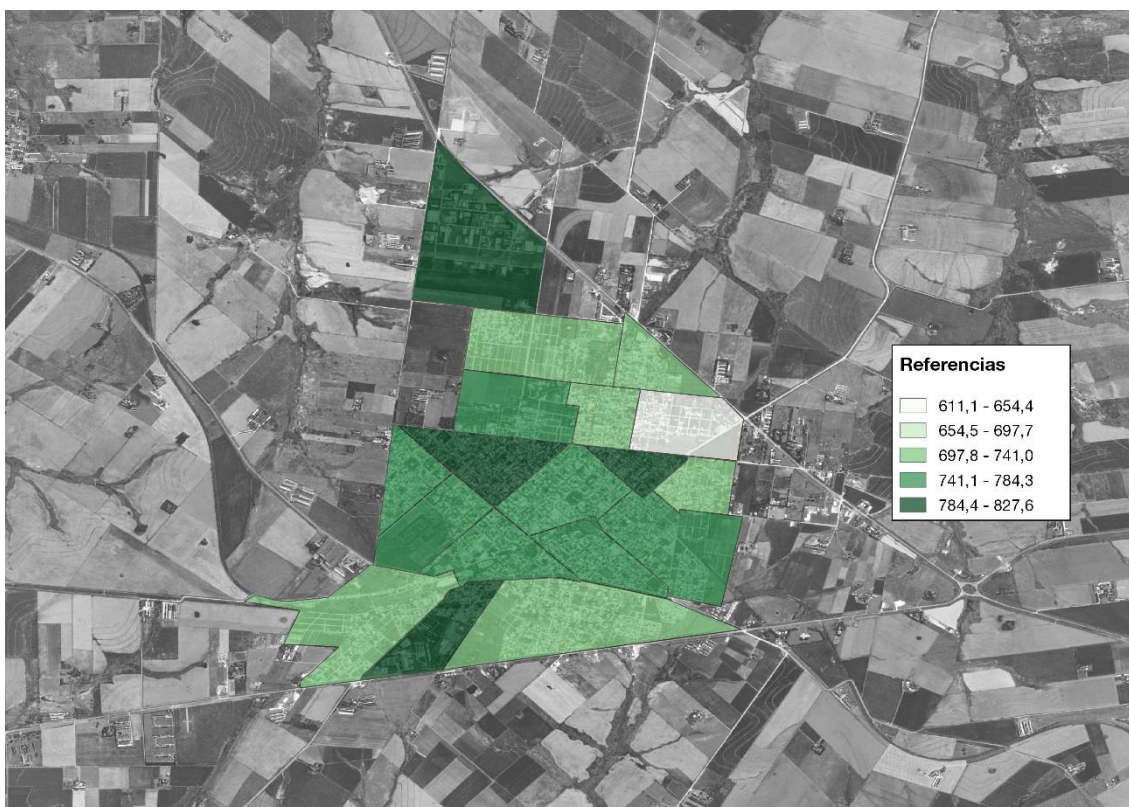 Referencias
611,1 - 654,4
654,5 - 697,7
697,8 - 741,0
741,1 - 784,3
784,4 - 827,6